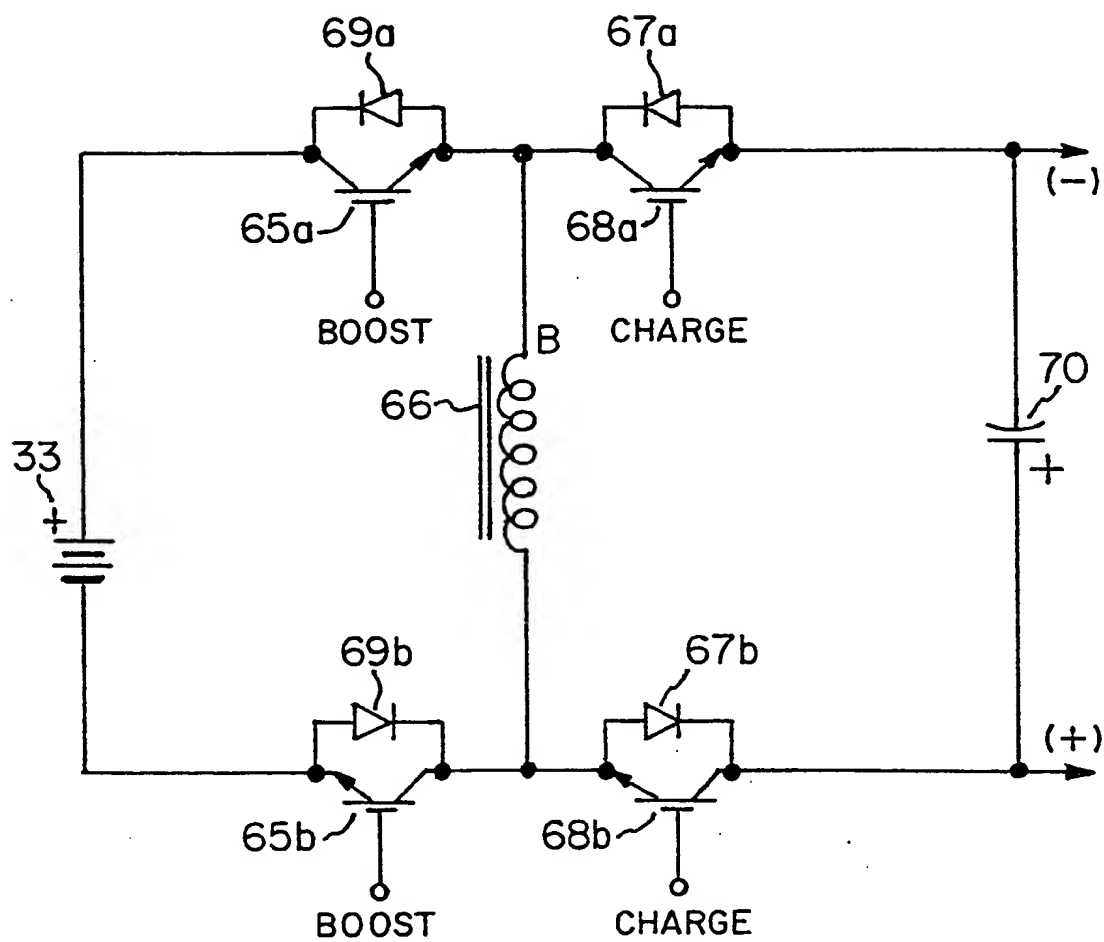 69a
67a
(-)
65a
68a
BOOST
CHARGE
B
66
70
33
+
+
69b
67b
(+)
65b
68b
BOOST
CHARGE